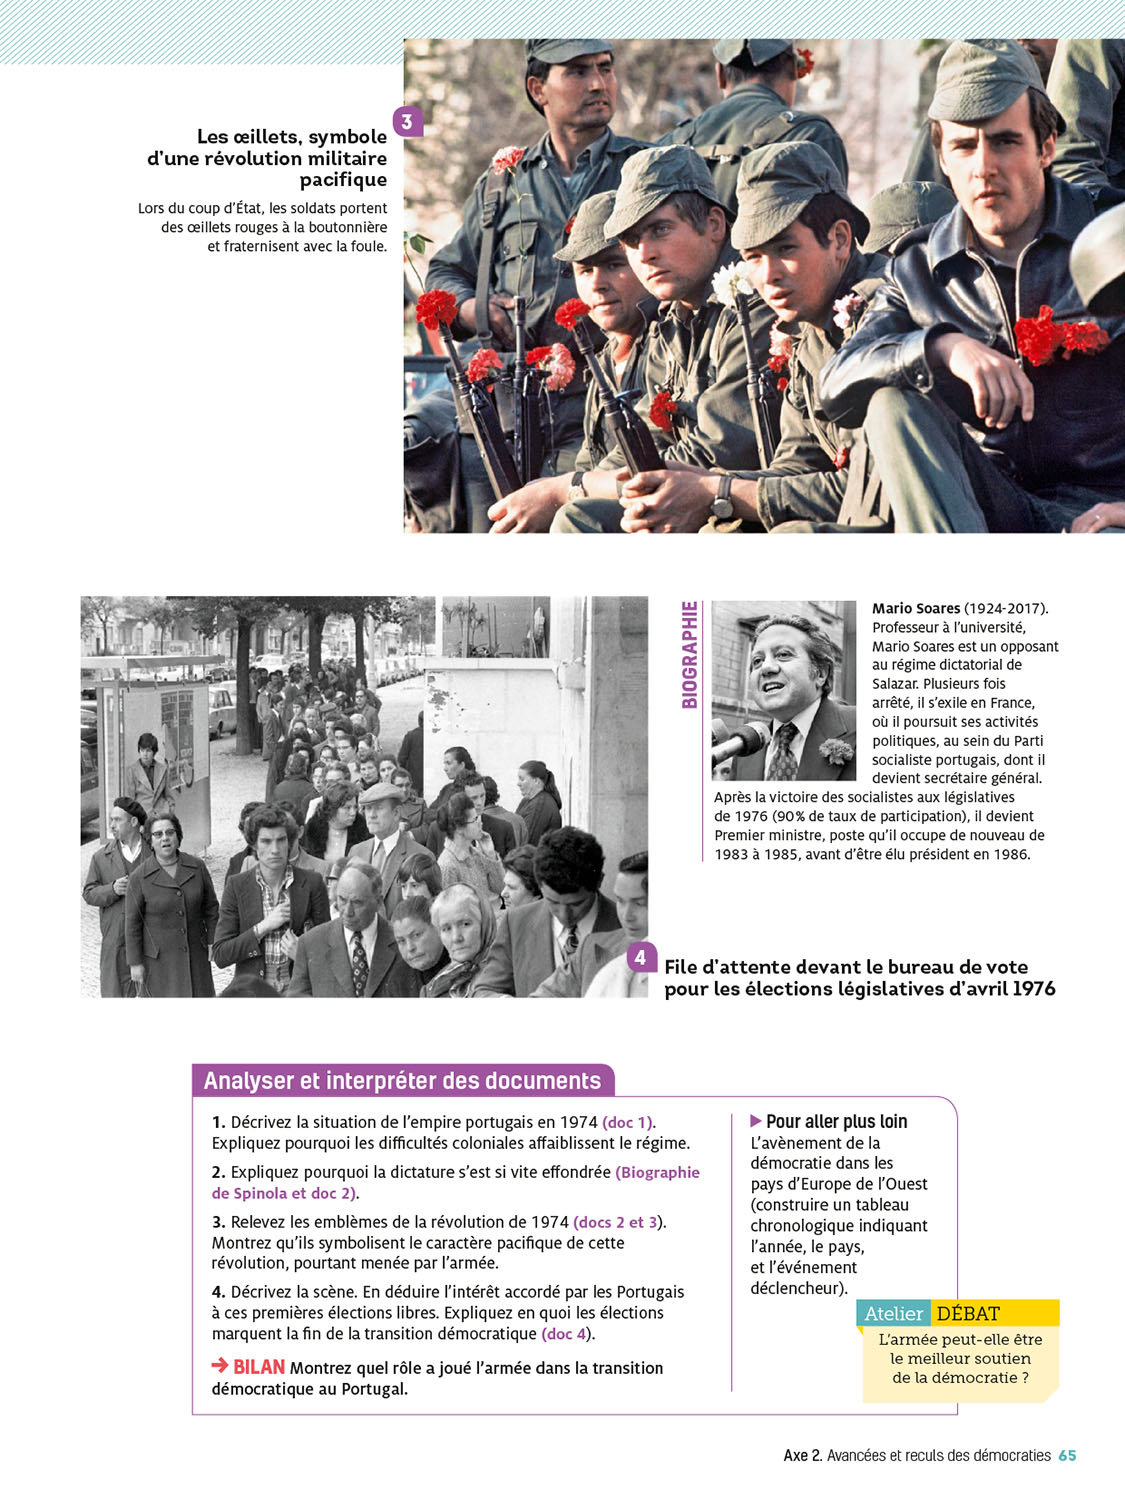 3
Les œillets, symbole
d'une révolution militaire
pacifique
Lors du coup d'État, les soldats portent
des œillets rouges à la boutonnière
et fraternisent avec la foule.
BIOGRAPHIE
Mario Soares (1924-2017).
Professeur à l'université,
Mario Soares est un opposant
au régime dictatorial de
Salazar. Plusieurs fois
arrêté, il s'exile en France,
où il poursuit ses activités
politiques, au sein du Parti
socialiste portugais, dont il
devient secrétaire général.
Après la victoire des socialistes aux législatives
de 1976 (90 % de taux de participation), il devient
Premier ministre, poste qu'il occupe de nouveau de
1983 à 1985, avant d'être élu président en 1986.
4
File d'attente devant le bureau de vote
pour les élections législatives d'avril 1976
Analyser et interpréter des documents
1. Décrivez la situation de l'empire portugais en 1974 (doc 1).
Expliquez pourquoi les difficultés coloniales affaiblissent le régime.
2. Expliquez pourquoi la dictature s'est si vite effondrée (Biographie
de Spinola et doc 2).
3. Relevez les emblèmes de la révolution de 1974 (docs 2 et 3).
Montrez qu'ils symbolisent le caractère pacifique de cette
révolution, pourtant menée par l'armée.
4. Décrivez la scène. En déduire l'intérêt accordé par les Portugais
à ces premières élections libres. Expliquez en quoi les élections
marquent la fin de la transition démocratique (doc 4).
→ BILAN Montrez quel rôle a joué l'armée dans la transition
démocratique au Portugal.
▶ Pour aller plus loin
L'avènement de la
démocratie dans les
pays d'Europe de l'Ouest
(construire un tableau
chronologique indiquant
l'année, le pays,
et l'événement
déclencheur).
Atelier DÉBAT
L'armée peut-elle être
le meilleur soutien
de la démocratie ?
Axe 2. Avancées et reculs des démocraties 65